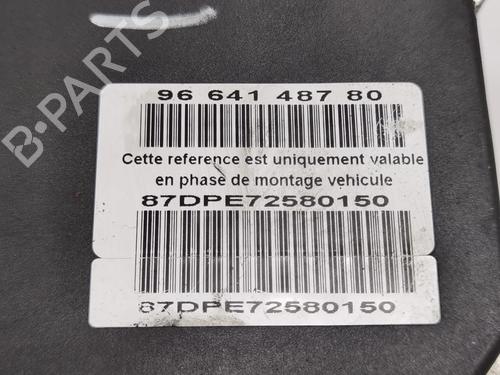 96 641 487 80
Cette reference est uniquement valable
en phase de montage vehicule
87DPE72580150
87DPE72580150
B-PARTS